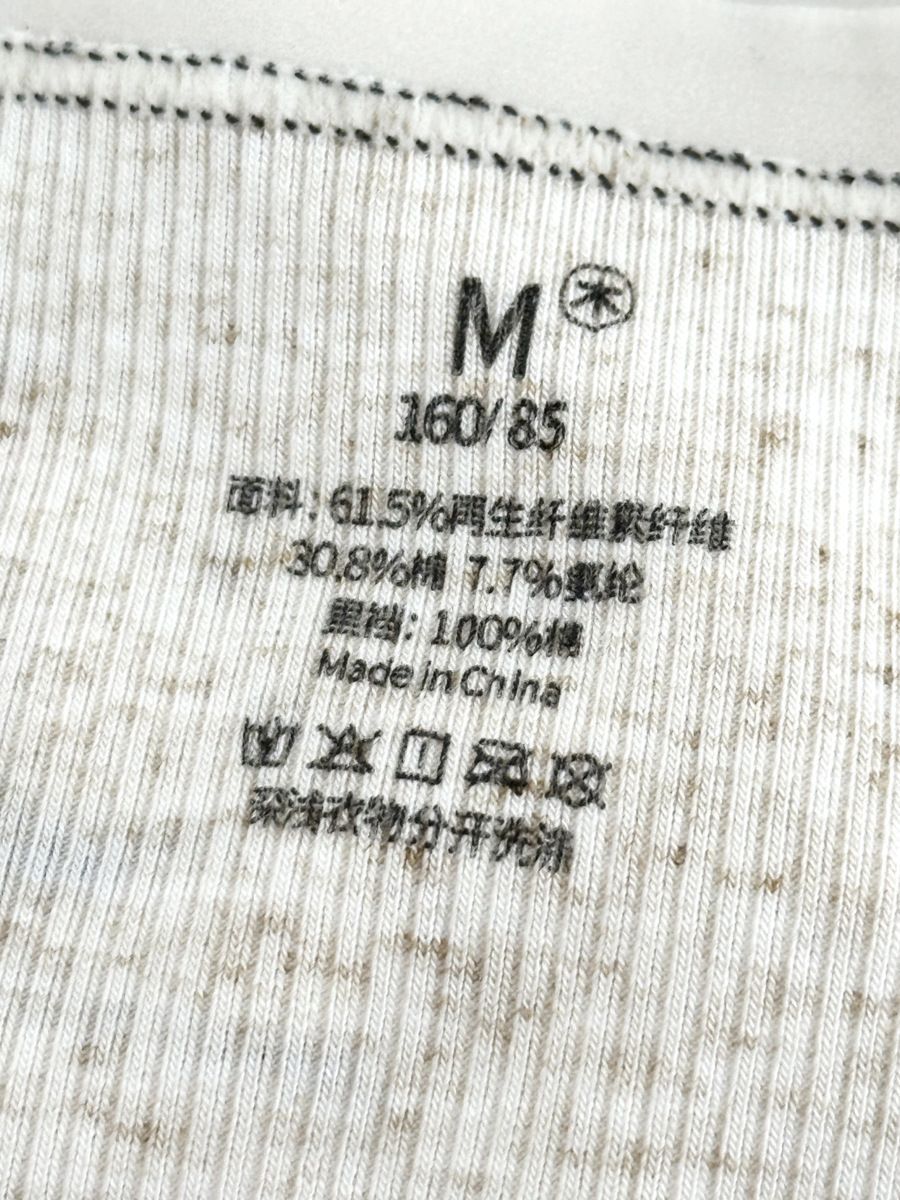 M 木
160/85
面料: 61.5%再生纤维素纤维
30.8%棉 7.7%氨纶
里裆: 100%棉
Made in China
深浅衣物分开洗涤